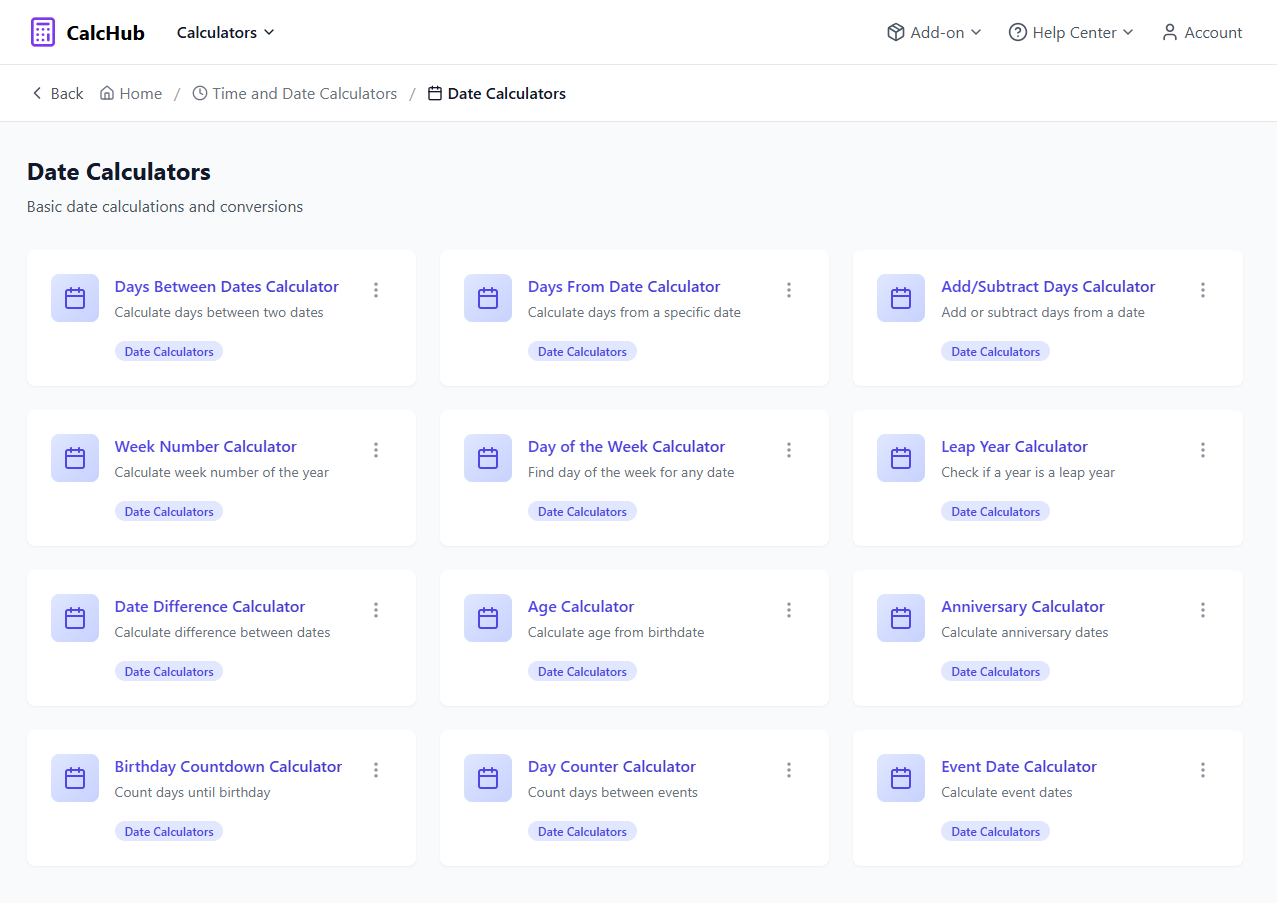 CalcHub
Calculators
Add-on
Help Center
Account
Back
Home
/
Time and Date Calculators
/
Date Calculators
Date Calculators
Basic date calculations and conversions
Days Between Dates Calculator
Calculate days between two dates
Date Calculators
Days From Date Calculator
Calculate days from a specific date
Date Calculators
Add/Subtract Days Calculator
Add or subtract days from a date
Date Calculators
Week Number Calculator
Calculate week number of the year
Date Calculators
Day of the Week Calculator
Find day of the week for any date
Date Calculators
Leap Year Calculator
Check if a year is a leap year
Date Calculators
Date Difference Calculator
Calculate difference between dates
Date Calculators
Age Calculator
Calculate age from birthdate
Date Calculators
Anniversary Calculator
Calculate anniversary dates
Date Calculators
Birthday Countdown Calculator
Count days until birthday
Date Calculators
Day Counter Calculator
Count days between events
Date Calculators
Event Date Calculator
Calculate event dates
Date Calculators